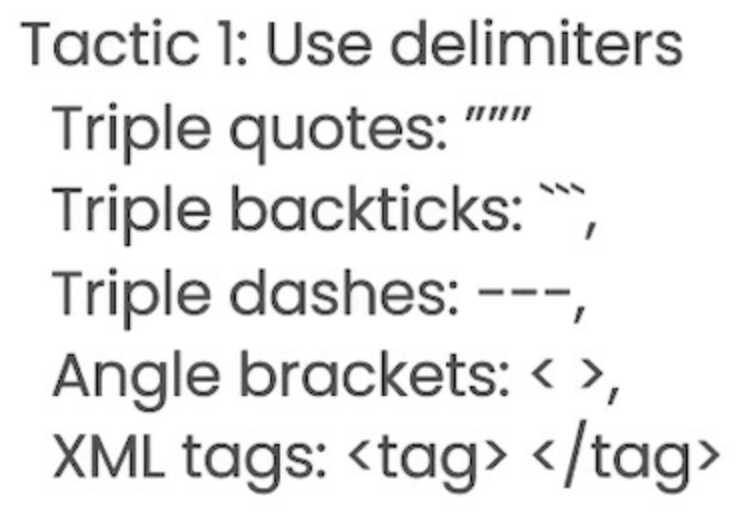 Tactic 1: Use delimiters
Triple quotes: """
Triple backticks: ```,
Triple dashes: ---,
Angle brackets: < >,
XML tags: <tag> </tag>